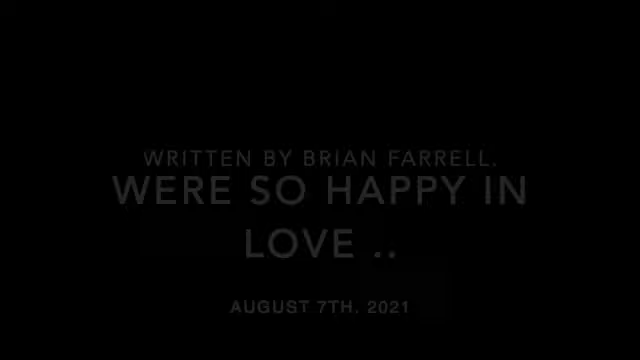 WRITTEN BY BRIAN FARRELL.
WERE SO HAPPY IN
LOVE ..
AUGUST 7TH. 2021